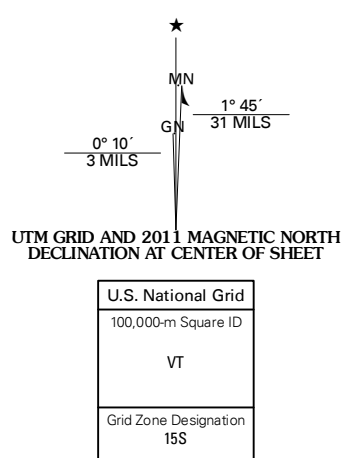 MN
1° 45´
31 MILS
GN
0° 10´
3 MILS
UTM GRID AND 2011 MAGNETIC NORTH
DECLINATION AT CENTER OF SHEET
U.S. National Grid
100,000-m Square ID
VT
Grid Zone Designation
15S